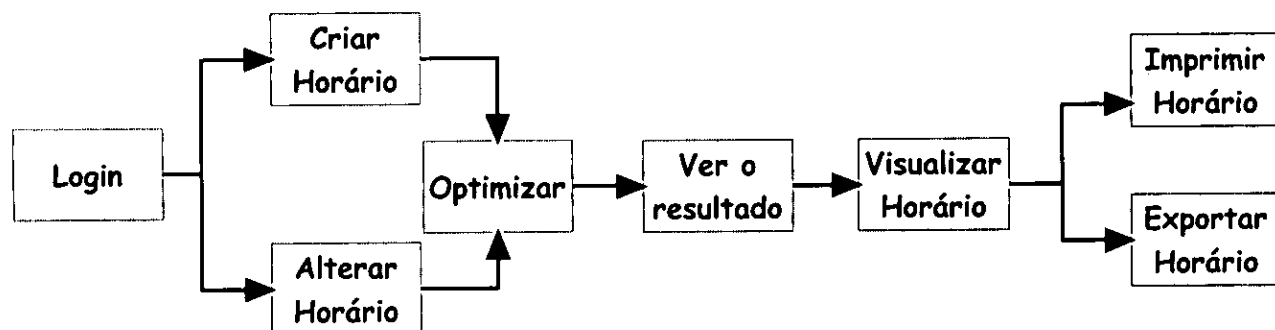 Login
Criar
Horário
Alterar
Horário
Optimizar
Ver o
resultado
Visualizar
Horário
Imprimir
Horário
Exportar
Horário